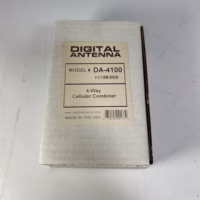 DIGITAL
ANTENNA
MODEL # DA-4100
4-Way
Cellular Combiner
MADE IN THE USA